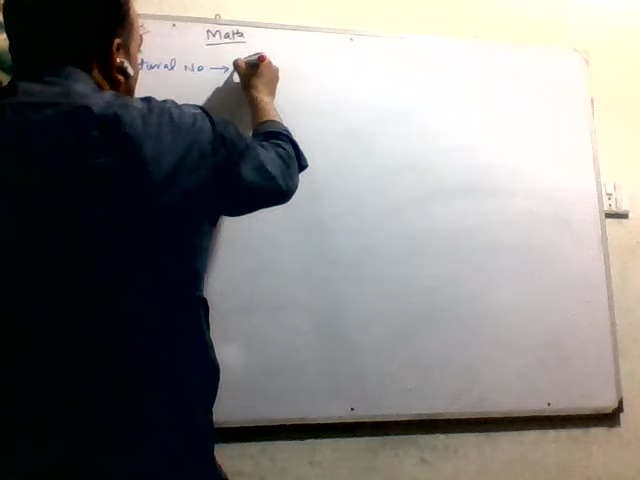 Math
tural No →